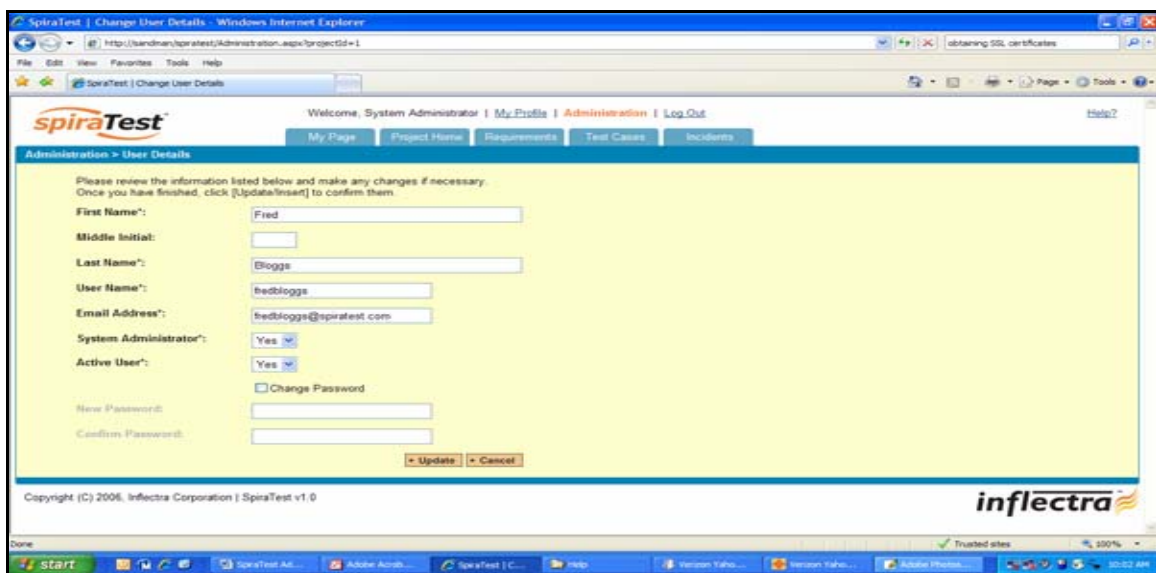 SpiraTest | Change User Details - Windows Internet Explorer
http://sandman/spiratest/Administration.aspx?projectId=1
obtaining SSL certificates
File Edit View Favorites Tools Help
SpiraTest | Change User Details
Page Tools
spiraTest
Welcome, System Administrator | My Profile | Administration | Log Out
Help?
My Page Project Home Requirements Test Cases Incidents
Administration > User Details
Please review the information listed below and make any changes if necessary.
Once you have finished, click [Update/Insert] to confirm them.
First Name*: Fred
Middle Initial:
Last Name*: Bloggs
User Name*: fredbloggs
Email Address*: fredbloggs@spiratest.com
System Administrator*: Yes
Active User*: Yes
Change Password
New Password:
Confirm Password:
Update Cancel
Copyright (C) 2006, Inflectra Corporation | SpiraTest v1.0
inflectra
Done
Trusted sites
100%
start
SpiraTest Ad...
Adobe Acrob...
SpiraTest | C...
Help
Verizon Yaho...
Verizon Yaho...
Adobe Photos...
10:02 AM